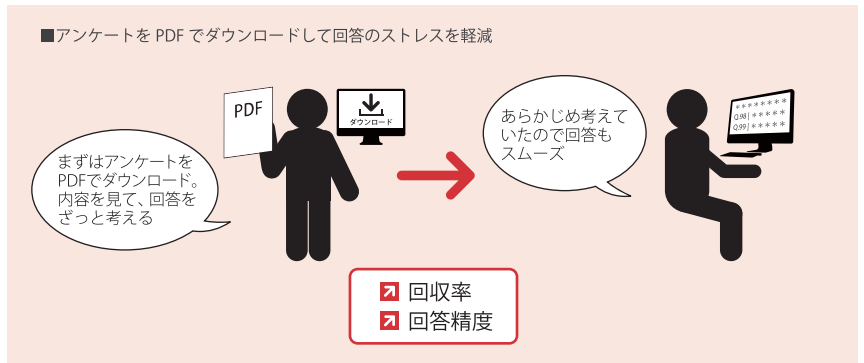 ■アンケートを PDF でダウンロードして回答のストレスを軽減
PDF
ダウンロード
まずはアンケートを
PDFでダウンロード。
内容を見て、回答を
ざっと考える
あらかじめ考えて
いたので回答も
スムーズ
********
Q.98| *****
Q.99| *****
回収率
回答精度